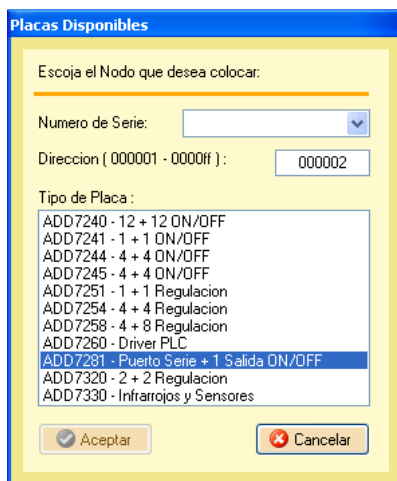 Placas Disponibles
Escoja el Nodo que desea colocar:
Numero de Serie:
Direccion ( 000001 - 0000ff ) : 000002
Tipo de Placa :
ADD7240 - 12 + 12 ON/OFF
ADD7241 - 1 + 1 ON/OFF
ADD7244 - 4 + 4 ON/OFF
ADD7245 - 4 + 4 ON/OFF
ADD7251 - 1 + 1 Regulacion
ADD7254 - 4 + 4 Regulacion
ADD7258 - 4 + 8 Regulacion
ADD7260 - Driver PLC
ADD7281 - Puerto Serie + 1 Salida ON/OFF
ADD7320 - 2 + 2 Regulacion
ADD7330 - Infrarrojos y Sensores
Aceptar Cancelar